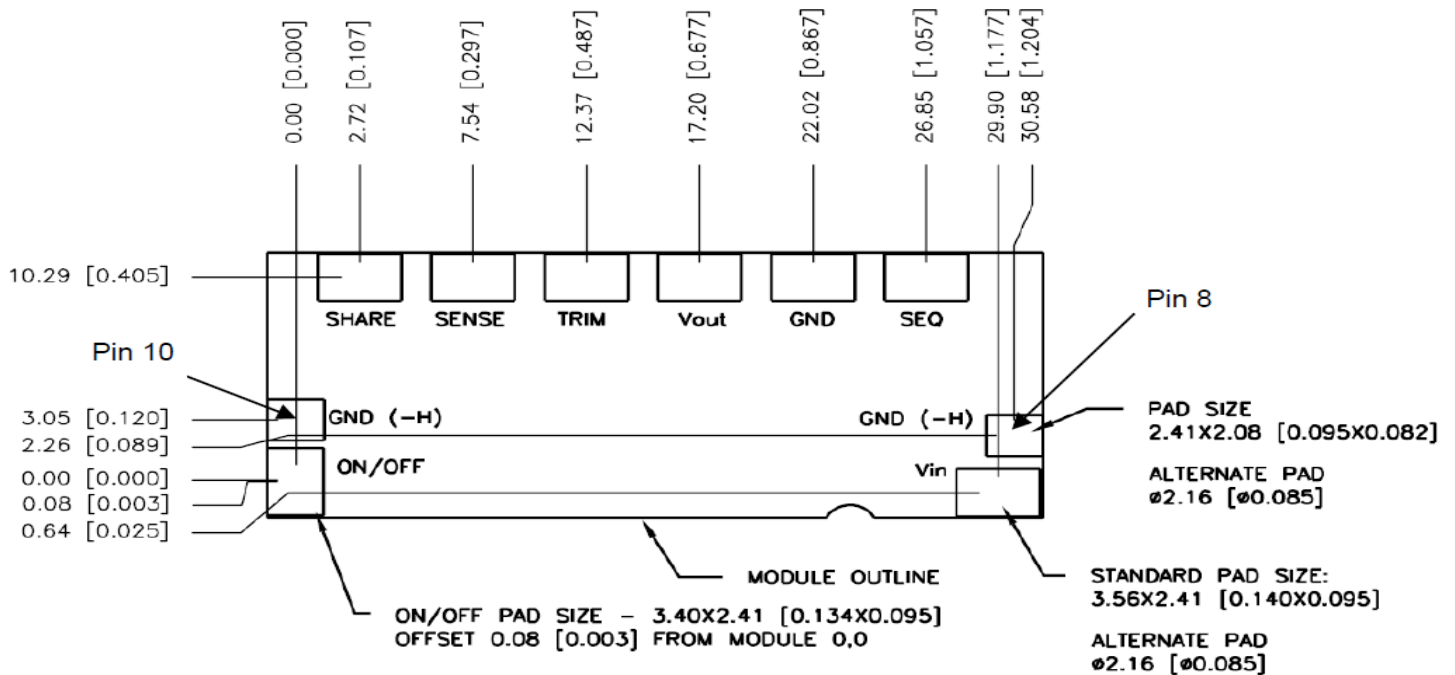 0.00 [0.000]
2.72 [0.107]
7.54 [0.297]
12.37 [0.487]
17.20 [0.677]
22.02 [0.867]
26.85 [1.057]
29.90 [1.177]
30.58 [1.204]
10.29 [0.405]
SHARE
SENSE
TRIM
Vout
GND
SEQ
Pin 8
Pin 10
3.05 [0.120]
GND (-H)
GND (-H)
2.26 [0.089]
PAD SIZE
2.41X2.08 [0.095X0.082]
0.00 [0.000]
ON/OFF
Vin
ALTERNATE PAD
ø2.16 [ø0.085]
0.08 [0.003]
0.64 [0.025]
MODULE OUTLINE
STANDARD PAD SIZE:
3.56X2.41 [0.140X0.095]
ON/OFF PAD SIZE – 3.40X2.41 [0.134X0.095]
OFFSET 0.08 [0.003] FROM MODULE 0,0
ALTERNATE PAD
ø2.16 [ø0.085]